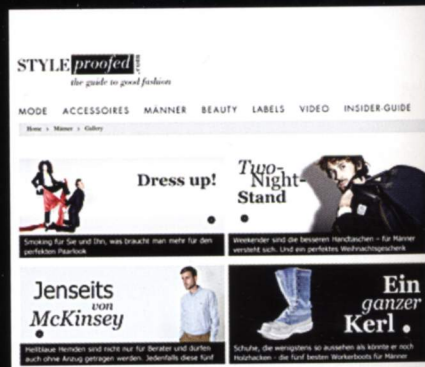 STYLE proofed
the guide to good fashion
MODE ACCESSOIRES MÄNNER BEAUTY LABELS VIDEO INSIDER-GUIDE
Home > Männer > Gallery
Dress up!
Smoking für Sie und Ihn, was braucht man mehr für den
perfekten Paarlook
Two-
Night-
Stand
Weekender sind die besseren Handtaschen - für Männer
versteht sich. Und ein perfektes Weihnachtsgeschenk
Jenseits
von
McKinsey
Hellblaue Hemden sind nicht nur für Berater und dürfen
auch ohne Anzug getragen werden. Jedenfalls diese fünf
Ein
ganzer
Kerl
Schuhe, die wenigstens so aussehen als könnte er noch
Holzhacken - die fünf besten Workerboots für Männer